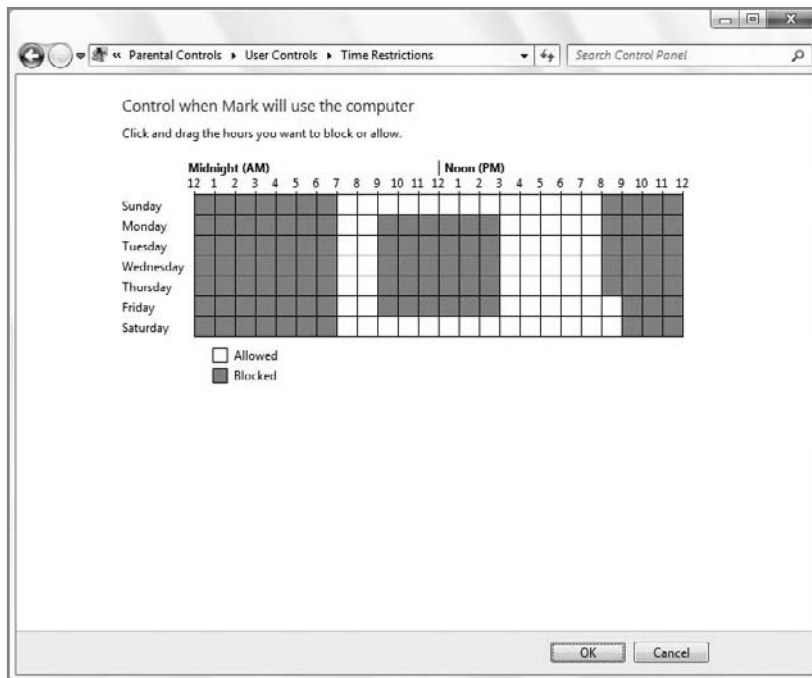 « Parental Controls ▸ User Controls ▸ Time Restrictions
Search Control Panel
Control when Mark will use the computer
Click and drag the hours you want to block or allow.
Midnight (AM) Noon (PM)
12 1 2 3 4 5 6 7 8 9 10 11 12 1 2 3 4 5 6 7 8 9 10 11 12
Sunday
Monday
Tuesday
Wednesday
Thursday
Friday
Saturday
Allowed
Blocked
OK Cancel